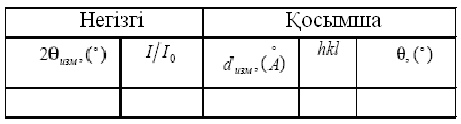 Негізгі Қосымша
2Θизм,(°) I/I₀ dизм,(Å) hkl θ,(°)